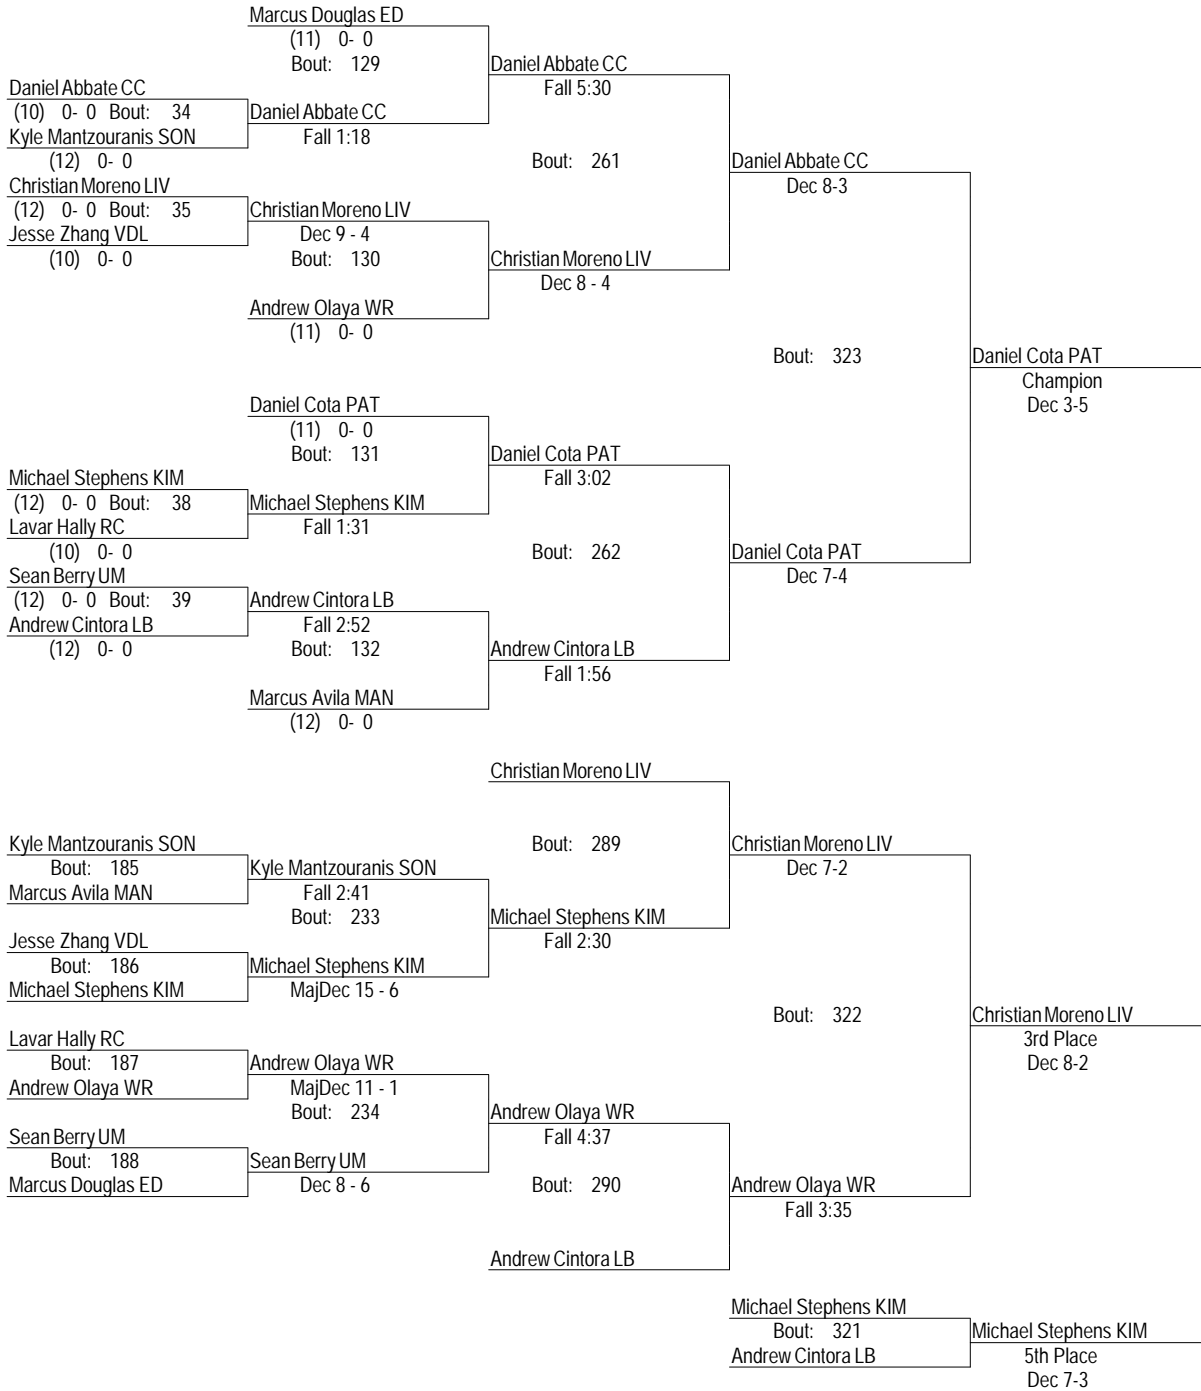 Marcus Douglas ED
(11) 0- 0
Bout: 129
Daniel Abbate CC
Fall 5:30
Daniel Abbate CC
(10) 0- 0 Bout: 34
Daniel Abbate CC
Kyle Mantzouranis SON
Fall 1:18
(12) 0- 0
Bout: 261
Daniel Abbate CC
Dec 8-3
Christian Moreno LIV
(12) 0- 0 Bout: 35
Christian Moreno LIV
Jesse Zhang VDL
Dec 9 - 4
(10) 0- 0
Bout: 130
Christian Moreno LIV
Dec 8 - 4
Andrew Olaya WR
(11) 0- 0
Bout: 323
Daniel Cota PAT
Champion
Dec 3-5
Daniel Cota PAT
(11) 0- 0
Bout: 131
Daniel Cota PAT
Fall 3:02
Michael Stephens KIM
(12) 0- 0 Bout: 38
Michael Stephens KIM
Lavar Hally RC
Fall 1:31
(10) 0- 0
Bout: 262
Daniel Cota PAT
Dec 7-4
Sean Berry UM
(12) 0- 0 Bout: 39
Andrew Cintora LB
Andrew Cintora LB
Fall 2:52
(12) 0- 0
Bout: 132
Andrew Cintora LB
Fall 1:56
Marcus Avila MAN
(12) 0- 0
Christian Moreno LIV
Kyle Mantzouranis SON
Bout: 289
Christian Moreno LIV
Dec 7-2
Bout: 185
Kyle Mantzouranis SON
Marcus Avila MAN
Fall 2:41
Bout: 233
Michael Stephens KIM
Fall 2:30
Jesse Zhang VDL
Bout: 186
Michael Stephens KIM
Michael Stephens KIM
MajDec 15 - 6
Bout: 322
Christian Moreno LIV
3rd Place
Dec 8-2
Lavar Hally RC
Bout: 187
Andrew Olaya WR
Andrew Olaya WR
MajDec 11 - 1
Bout: 234
Andrew Olaya WR
Fall 4:37
Sean Berry UM
Bout: 188
Sean Berry UM
Marcus Douglas ED
Dec 8 - 6
Bout: 290
Andrew Olaya WR
Fall 3:35
Andrew Cintora LB
Michael Stephens KIM
Bout: 321
Michael Stephens KIM
Andrew Cintora LB
5th Place
Dec 7-3